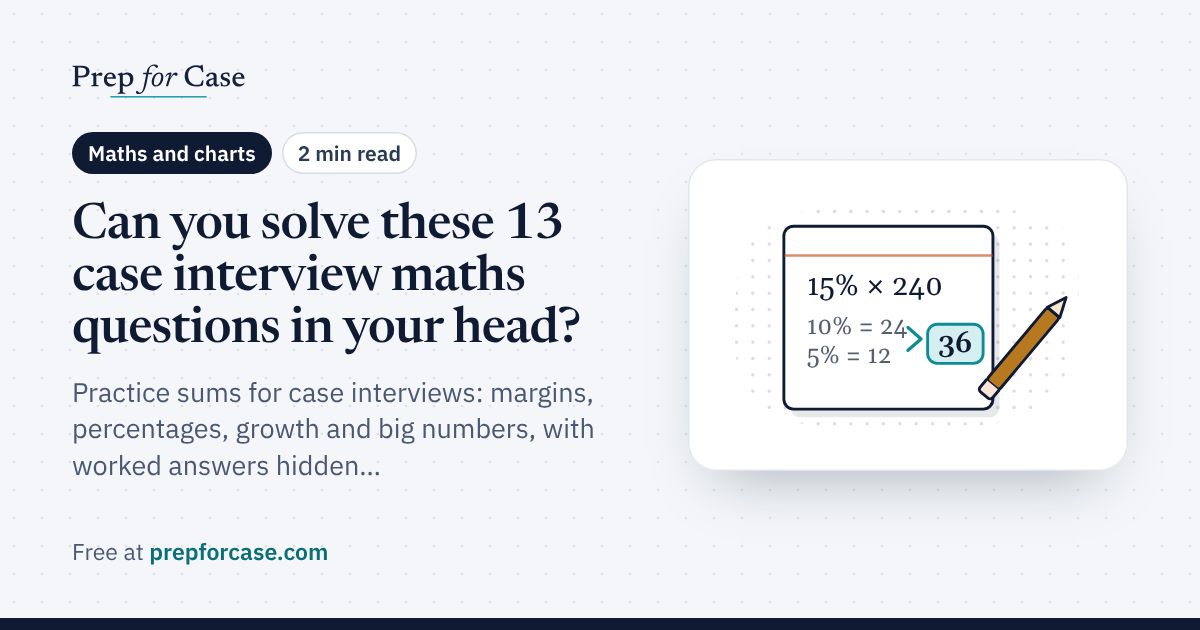 Prep for Case
Maths and charts
2 min read
Can you solve these 13
case interview maths
questions in your head?
Practice sums for case interviews: margins,
percentages, growth and big numbers, with
worked answers hidden...
Free at prepforcase.com
15% × 240
10% = 24
5% = 12
36